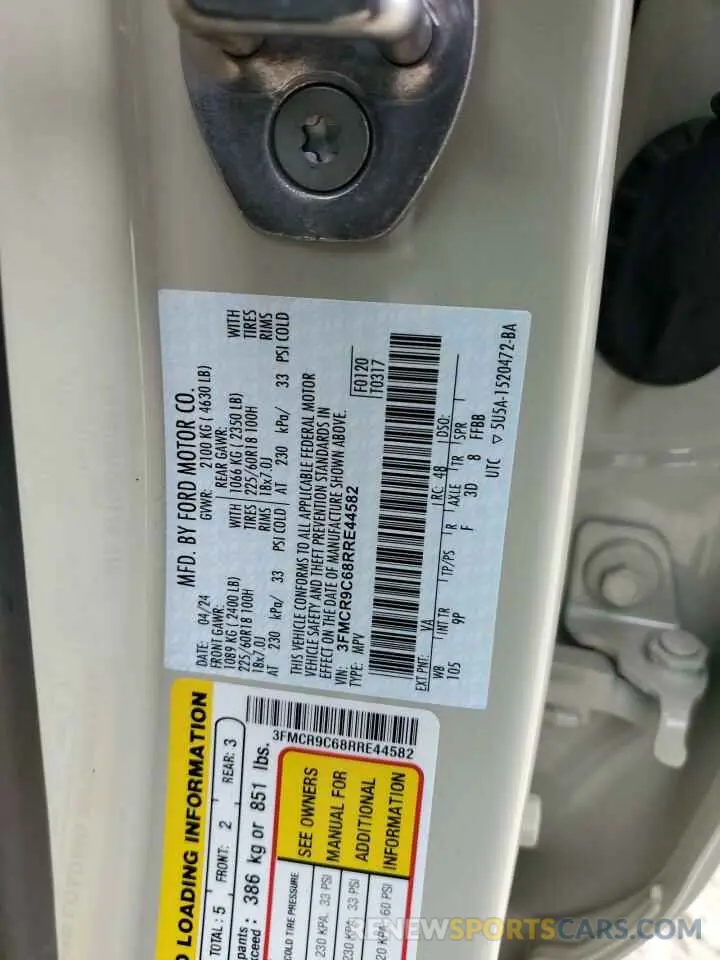 MFD. BY FORD MOTOR CO.
DATE: 04/24 GVWR: 2100 KG ( 4630 LB)
FRONT GAWR: REAR GAWR:
1089 KG ( 2400 LB) WITH 1066 KG ( 2350 LB) WITH
225/60R18 100H TIRES 225/60R18 100H TIRES
18x7.0J RIMS 18x7.0J RIMS
AT 230 kPa/ 33 PSI COLD AT 230 kPa/ 33 PSI COLD
THIS VEHICLE CONFORMS TO ALL APPLICABLE FEDERAL MOTOR
VEHICLE SAFETY AND THEFT PREVENTION STANDARDS IN
EFFECT ON THE DATE OF MANUFACTURE SHOWN ABOVE.
VIN: 3FMCR9C68RRE44582 F0120
TYPE: MPV T0317
EXT PNT: YA RC: 48 DSO:
WB INT TR TP/PS R AXLE TR SPR
105 9P F 3D 8 FFBB
UTC ▽ 5U5A-1520472-BA
LOADING INFORMATION
TOTAL : 5 FRONT: 2 REAR: 3
386 kg or 851 lbs.
3FMCR9C68RRE44582
COLD TIRE PRESSURE
230 KPA, 33 PSI
230 KPA, 33 PSI
60 PSI
SEE OWNERS
MANUAL FOR
ADDITIONAL
INFORMATION
RENEWSPORTSCARS.COM